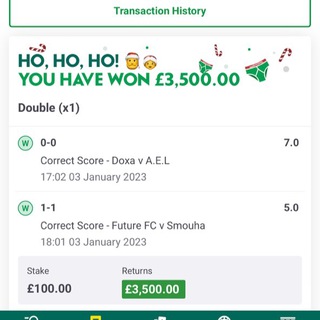 Transaction History
HO, HO, HO!
YOU HAVE WON £3,500.00
Double (x1)
W 0-0 7.0
Correct Score - Doxa v A.E.L
17:02 03 January 2023
W 1-1 5.0
Correct Score - Future FC v Smouha
18:01 03 January 2023
Stake Returns
£100.00 £3,500.00